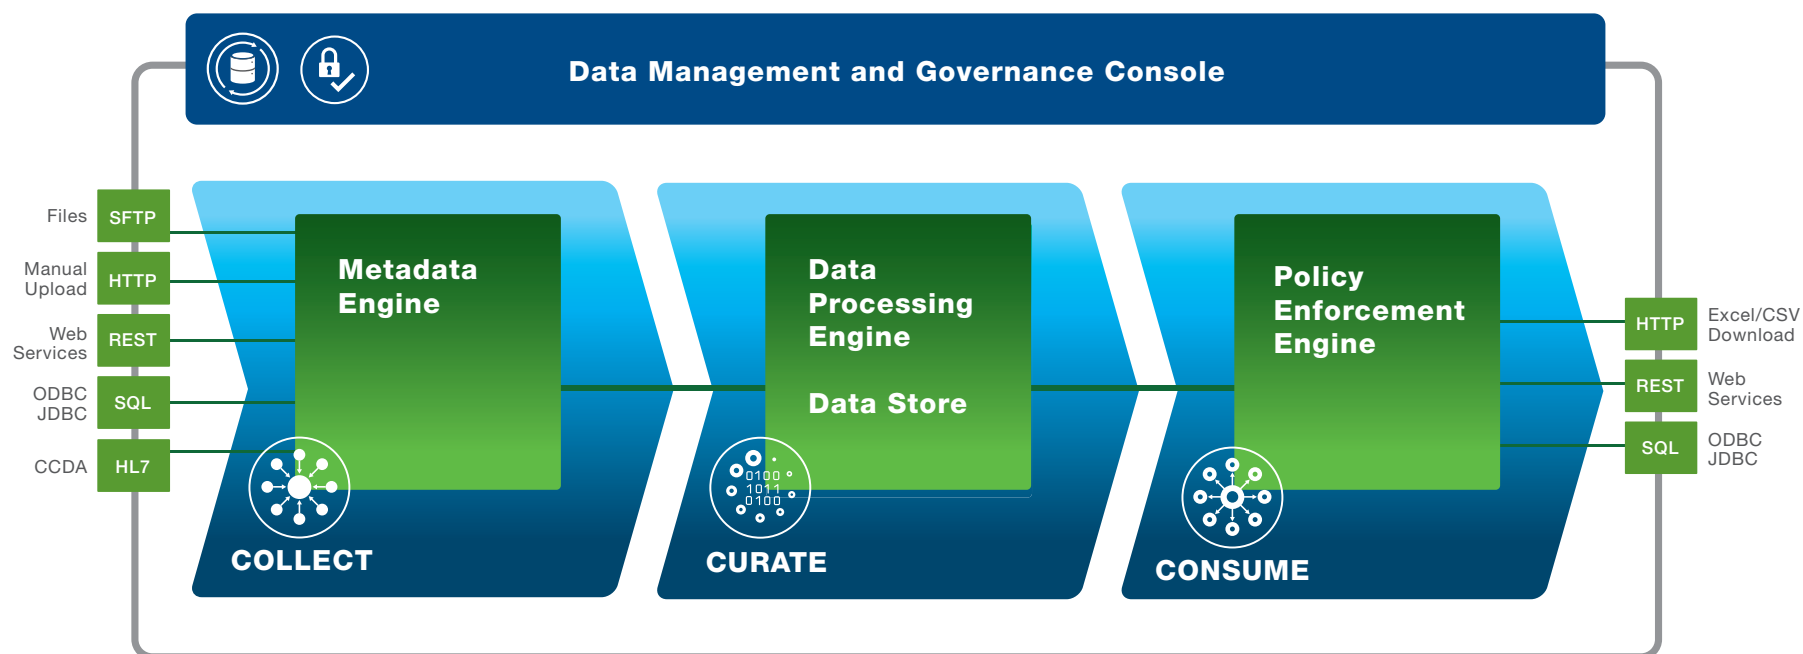 Data Management and Governance Console
Files
SFTP
Manual
Upload
HTTP
Web
Services
REST
ODBC
JDBC
SQL
CCDA
HL7
Metadata
Engine
COLLECT
Data
Processing
Engine
Data Store
0100
1011
0100
CURATE
Policy
Enforcement
Engine
CONSUME
HTTP
Excel/CSV
Download
REST
Web
Services
SQL
ODBC
JDBC